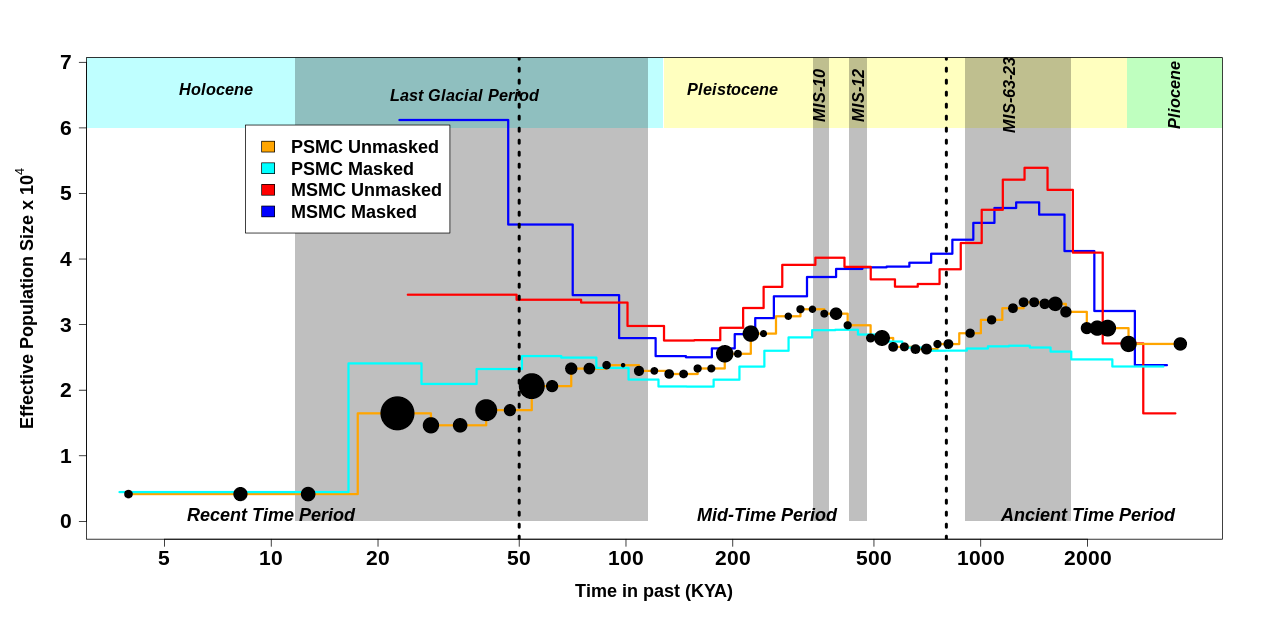 7
6
5
4
3
2
1
0
Effective Population Size x 10^4
Holocene
Last Glacial Period
Pleistocene
MIS-10
MIS-12
MIS-63-23
Pliocene
PSMC Unmasked
PSMC Masked
MSMC Unmasked
MSMC Masked
Recent Time Period
Mid-Time Period
Ancient Time Period
5 10 20 50 100 200 500 1000 2000
Time in past (KYA)